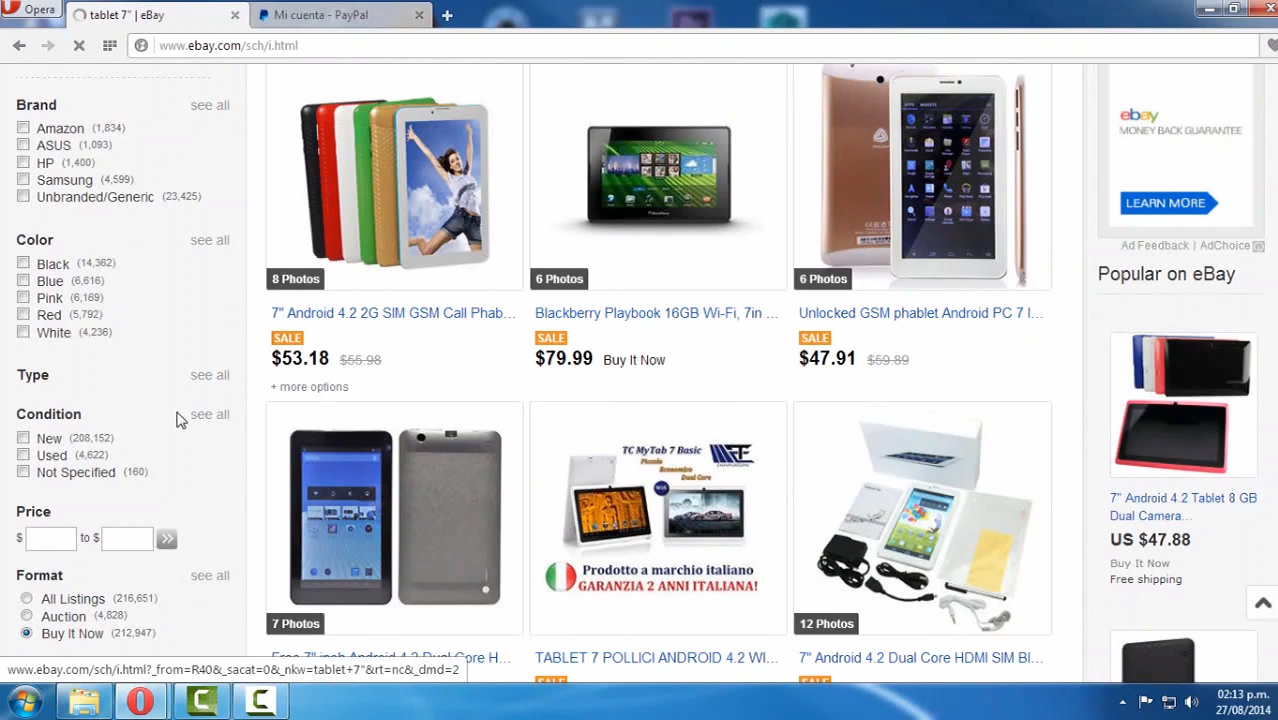 Opera
tablet 7" | eBay
Mi cuenta - PayPal
www.ebay.com/sch/i.html
Brand see all
Amazon (1,834)
ASUS (1,093)
HP (1,400)
Samsung (4,599)
Unbranded/Generic (23,425)
Color see all
Black (14,362)
Blue (6,616)
Pink (6,169)
Red (5,792)
White (4,236)
Type see all
Condition see all
New (208,152)
Used (4,622)
Not Specified (160)
Price
$ to $
Format see all
All Listings (216,651)
Auction (4,828)
Buy It Now (212,947)
8 Photos
7" Android 4.2 2G SIM GSM Call Phab...
SALE
$53.18 $55.98
+ more options
6 Photos
Blackberry Playbook 16GB Wi-Fi, 7in ...
SALE
$79.99 Buy It Now
6 Photos
Unlocked GSM phablet Android PC 7 I...
SALE
$47.91 $59.89
7 Photos
TC MyTab 7 Basic
Piccolo
Economico
Dual Core
Wifi
INNOVATION
Prodotto a marchio italiano
GARANZIA 2 ANNI ITALIANA!
TABLET 7 POLLICI ANDROID 4.2 WI...
SALE
12 Photos
7" Android 4.2 Dual Core HDMI SIM Bl...
SALE
ebay
MONEY BACK GUARANTEE
LEARN MORE
Ad Feedback | AdChoice
Popular on eBay
7" Android 4.2 Tablet 8 GB
Dual Camera...
US $47.88
Buy It Now
Free shipping
www.ebay.com/sch/i.html?_from=R40&_sacat=0&_nkw=tablet+7"&rt=nc&_dmd=2
02:13 p.m.
27/08/2014